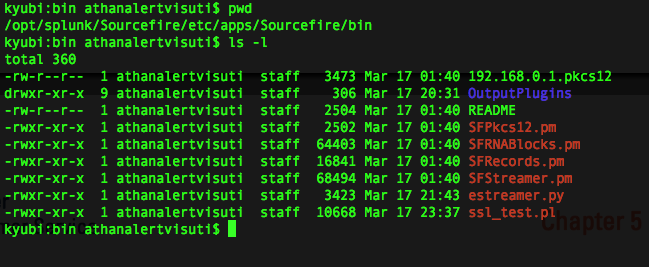 kyubi:bin athanalertvisuti$ pwd
/opt/splunk/Sourcefire/etc/apps/Sourcefire/bin
kyubi:bin athanalertvisuti$ ls -l
total 360
-rw-r--r-- 1 athanalertvisuti staff 3473 Mar 17 01:40 192.168.0.1.pkcs12
drwxr-xr-x 9 athanalertvisuti staff 306 Mar 17 20:31 OutputPlugins
-rw-r--r-- 1 athanalertvisuti staff 2504 Mar 17 01:40 README
-rwxr-xr-x 1 athanalertvisuti staff 2502 Mar 17 01:40 SFPkcs12.pm
-rwxr-xr-x 1 athanalertvisuti staff 64403 Mar 17 01:40 SFRNABlocks.pm
-rwxr-xr-x 1 athanalertvisuti staff 16841 Mar 17 01:40 SFRecords.pm
-rwxr-xr-x 1 athanalertvisuti staff 68494 Mar 17 01:40 SFStreamer.pm
-rwxr-xr-x 1 athanalertvisuti staff 3423 Mar 17 21:43 estreamer.py
-rwxr-xr-x 1 athanalertvisuti staff 10668 Mar 17 23:37 ssl_test.pl
kyubi:bin athanalertvisuti$
Chapter 5